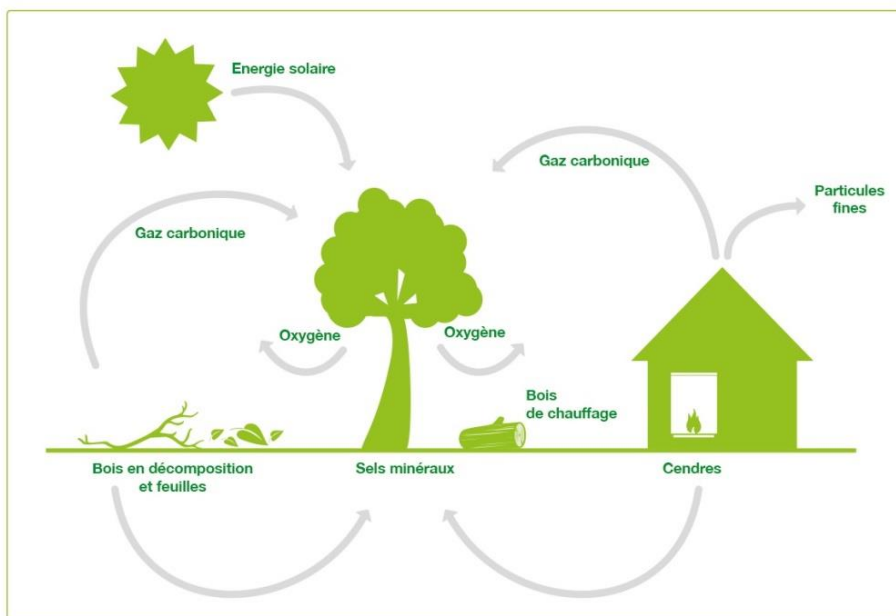 Energie solaire
Gaz carbonique
Particules
fines
Gaz carbonique
Oxygène
Oxygène
Bois
de chauffage
Bois en décomposition
et feuilles
Sels minéraux
Cendres